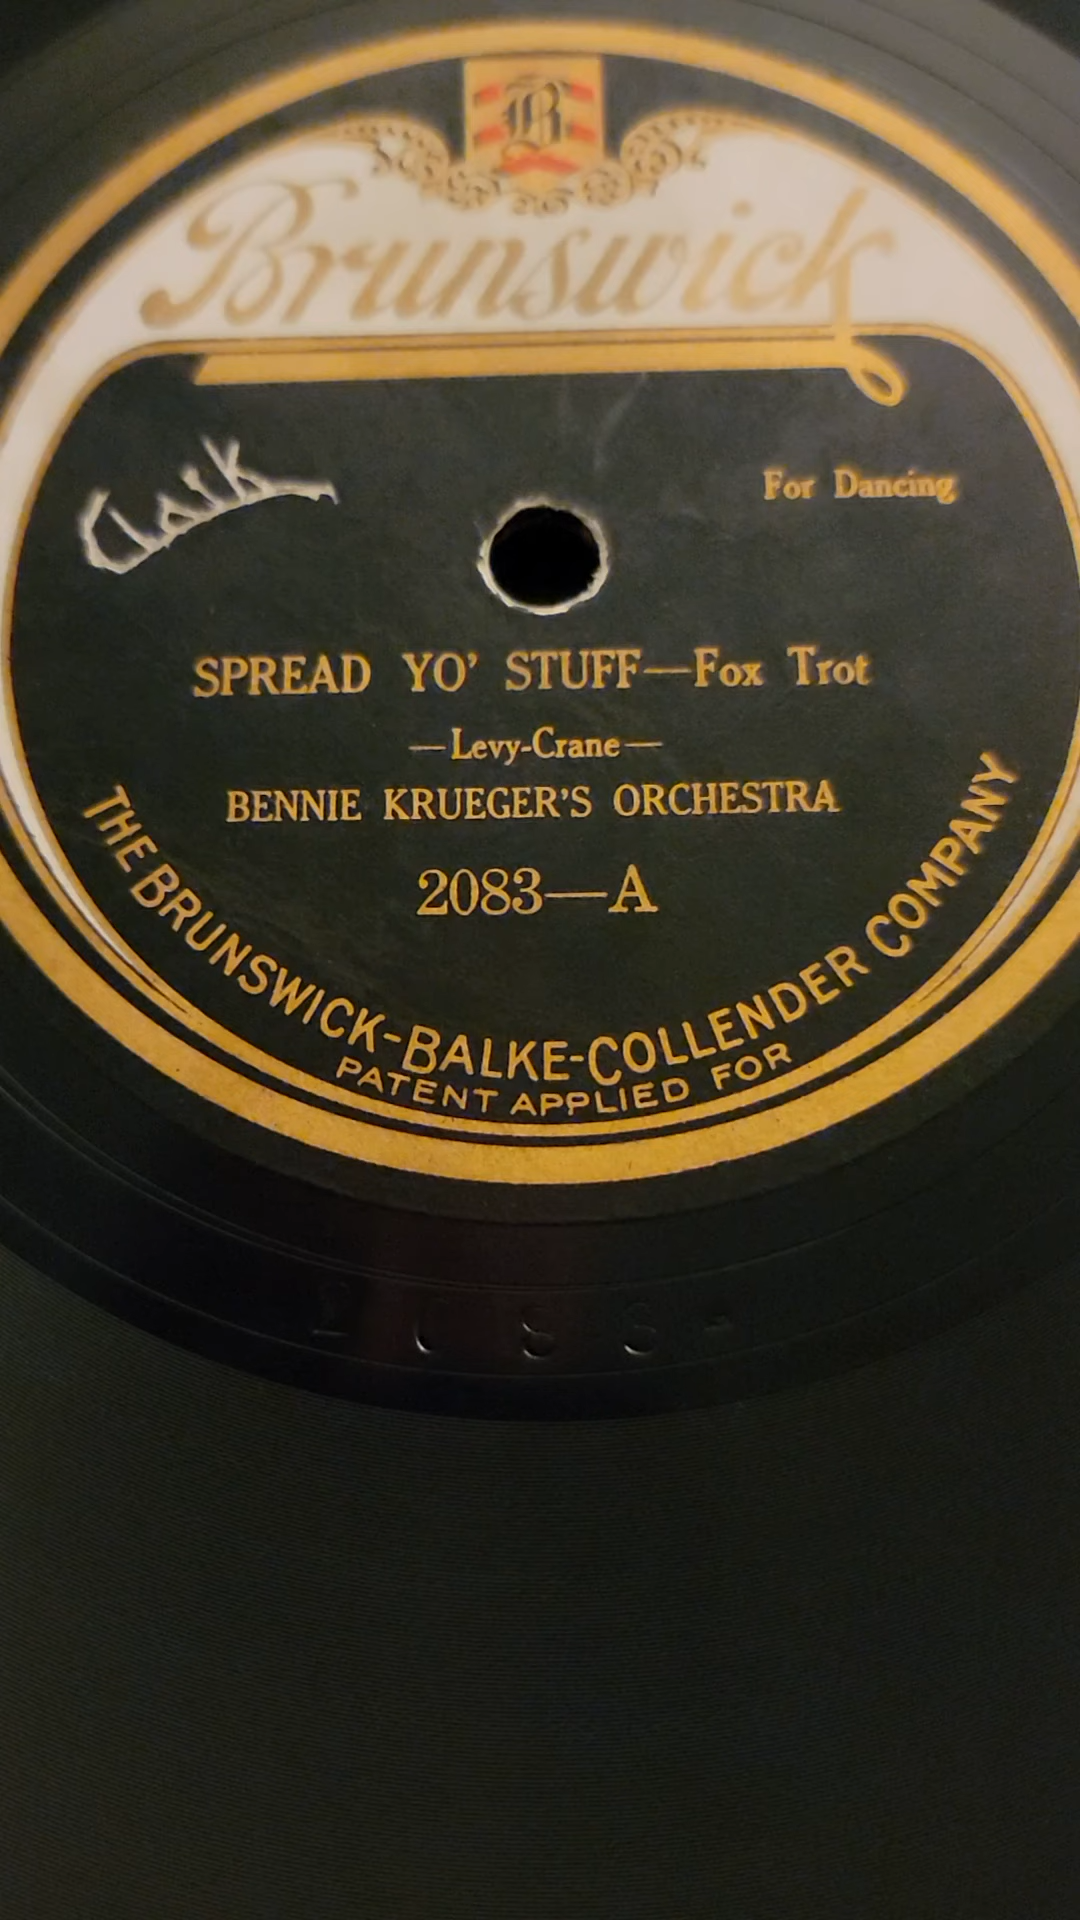 B
Brunswick
Clark
For Dancing
SPREAD YO' STUFF—Fox Trot
—Levy-Crane—
BENNIE KRUEGER'S ORCHESTRA
2083—A
THE BRUNSWICK-BALKE-COLLENDER COMPANY
PATENT APPLIED FOR